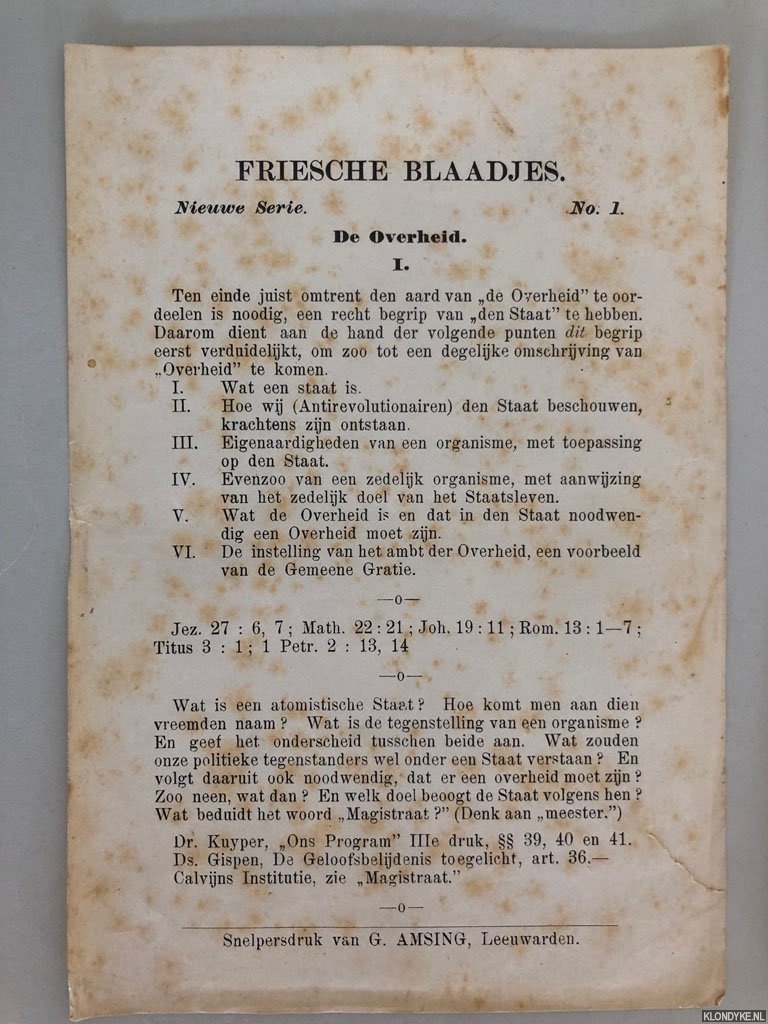 FRIESCHE BLAADJES.
Nieuwe Serie. No. 1.
De Overheid.
I.
Ten einde juist omtrent den aard van „de Overheid” te oor-
deelen is noodig, een recht begrip van „den Staat” te hebben.
Daarom dient aan de hand der volgende punten dit begrip
eerst verduidelijkt, om zoo tot een degelijke omschrijving van
„Overheid” te komen.
I. Wat een staat is.
II. Hoe wij (Antirevolutionairen) den Staat beschouwen,
krachtens zijn ontstaan.
III. Eigenaardigheden van een organisme, met toepassing
op den Staat.
IV. Evenzoo van een zedelijk organisme, met aanwijzing
van het zedelijk doel van het Staatsleven.
V. Wat de Overheid is en dat in den Staat noodwen-
dig een Overheid moet zijn.
VI. De instelling van het ambt der Overheid, een voorbeeld
van de Gemeene Gratie.
—o—
Jez. 27 : 6, 7 ; Math. 22 : 21 ; Joh. 19 : 11 ; Rom. 13 : 1—7 ;
Titus 3 : 1 ; 1 Petr. 2 : 13, 14
—o—
Wat is een atomistische Staat ? Hoe komt men aan dien
vreemden naam ? Wat is de tegenstelling van een organisme ?
En geef het onderscheid tusschen beide aan. Wat zouden
onze politieke tegenstanders wel onder een Staat verstaan ? En
volgt daaruit ook noodwendig, dat er een overheid moet zijn ?
Zoo neen, wat dan ? En welk doel beoogt de Staat volgens hen ?
Wat beduidt het woord „Magistraat ?” (Denk aan „meester.”)
Dr. Kuyper, „Ons Program” IIIe druk, §§ 39, 40 en 41.
Ds. Gispen, De Geloofsbelijdenis toegelicht, art. 36.—
Calvijns Institutie, zie „Magistraat.”
—o—
Snelpersdruk van G. AMSING, Leeuwarden.
KLONDYKE.NL